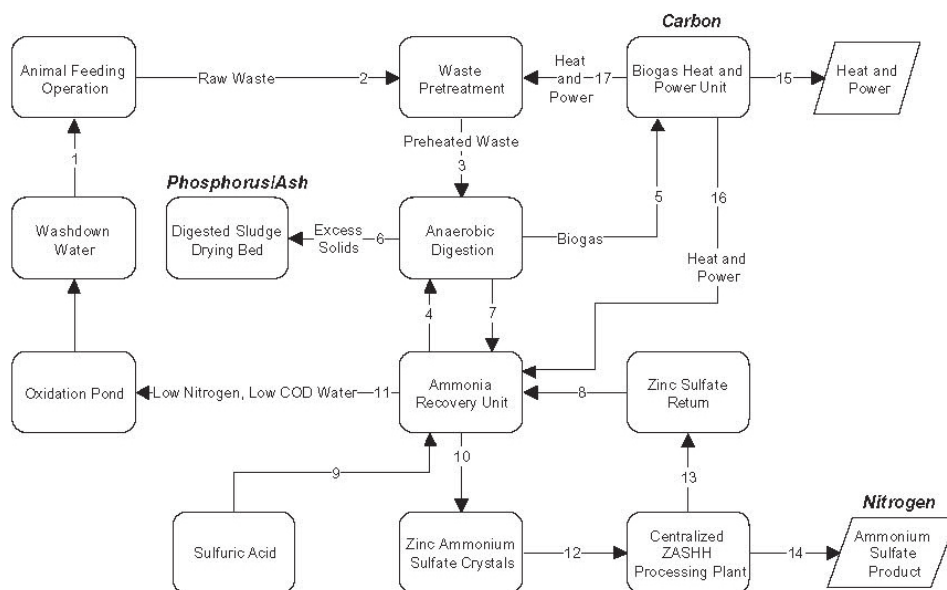 Carbon
Animal Feeding
Operation
Raw Waste
2
Waste
Pretreatment
Heat
and
Power
17
Biogas Heat and
Power Unit
15
Heat and
Power
1
Preheated Waste
3
Phosphorus/Ash
5
16
Washdown
Water
Digested Sludge
Drying Bed
Excess
Solids
6
Anaerobic
Digestion
Biogas
Heat and
Power
4
7
Oxidation Pond
Low Nitrogen, Low COD Water
11
Ammonia
Recovery Unit
8
Zinc Sulfate
Return
9
10
13
Nitrogen
Sulfuric Acid
Zinc Ammonium
Sulfate Crystals
12
Centralized
ZASHH
Processing Plant
14
Ammonium
Sulfate
Product